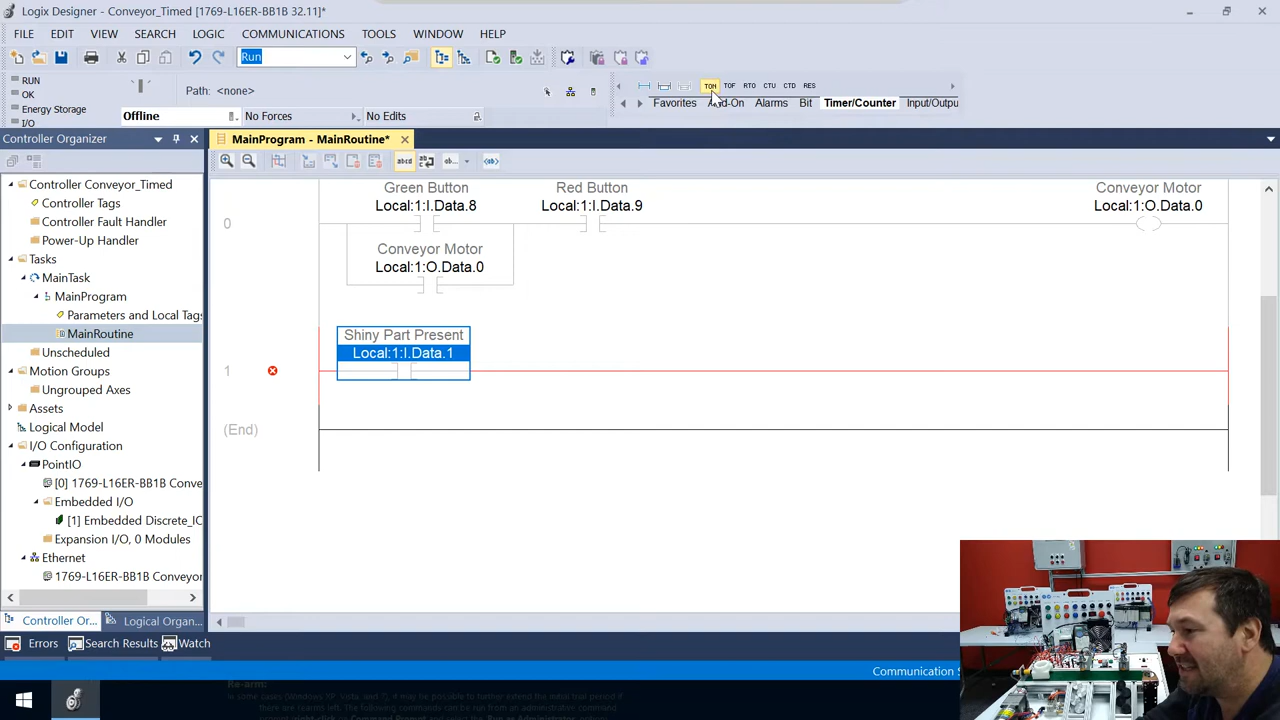 Logix Designer - Conveyor_Timed [1769-L16ER-BB1B 32.11]*
FILE EDIT VIEW SEARCH LOGIC COMMUNICATIONS TOOLS WINDOW HELP
Run
RUN
OK
Energy Storage
I/O
Path: <none>
Offline No Forces No Edits
TON TOF RTO CTU CTD RES
Favorites Add-On Alarms Bit Timer/Counter Input/Outpu
Controller Organizer
MainProgram - MainRoutine*
Controller Conveyor_Timed
Controller Tags
Controller Fault Handler
Power-Up Handler
Tasks
MainTask
MainProgram
Parameters and Local Tags
MainRoutine
Unscheduled
Motion Groups
Ungrouped Axes
Assets
Logical Model
I/O Configuration
PointIO
[0] 1769-L16ER-BB1B Conve
Embedded I/O
[1] Embedded Discrete_IC
Expansion I/O, 0 Modules
Ethernet
1769-L16ER-BB1B Conveyor
Controller Or... Logical Organ...
abcd ab...
Green Button Red Button Conveyor Motor
Local:1:I.Data.8 Local:1:I.Data.9 Local:1:O.Data.0
0
Conveyor Motor
Local:1:O.Data.0
Shiny Part Present
Local:1:I.Data.1
1
(End)
Errors Search Results Watch
Communication S
Re-arm: